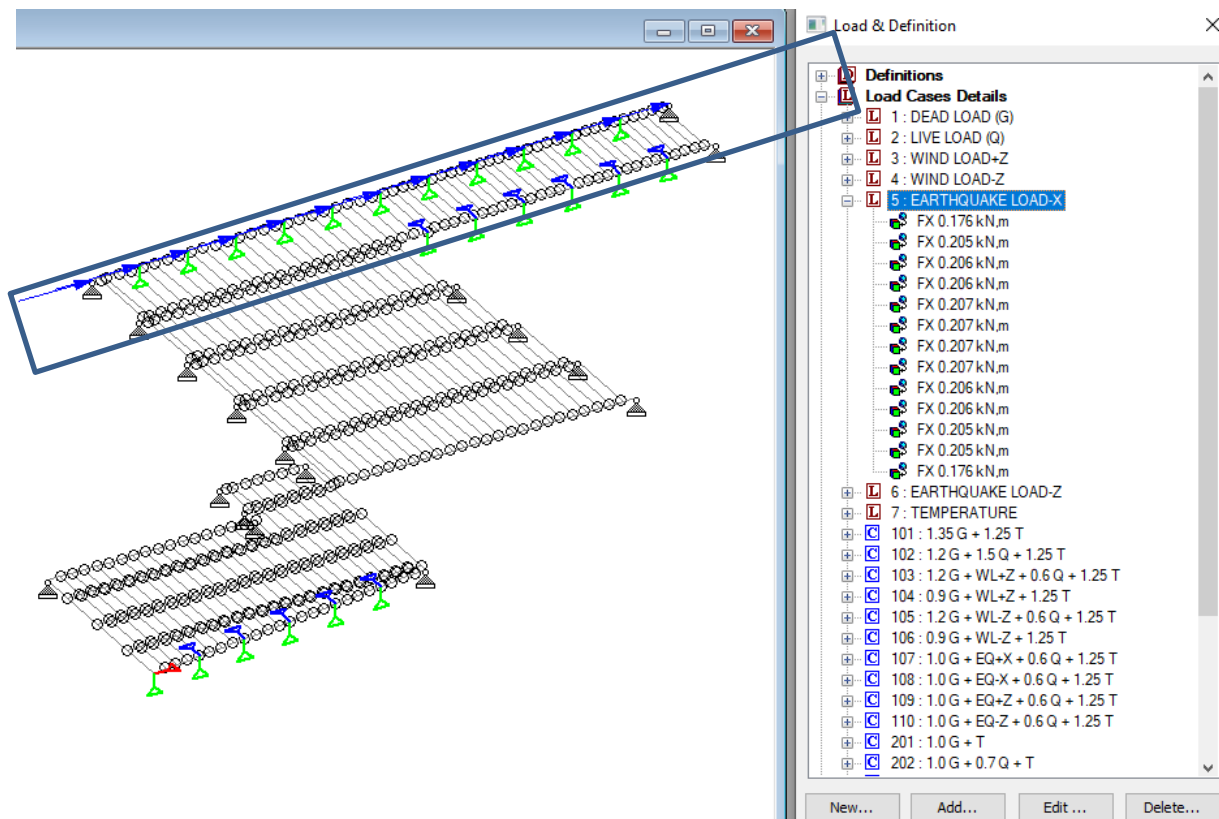 Load & Definition
Definitions
Load Cases Details
1 : DEAD LOAD (G)
2 : LIVE LOAD (Q)
3 : WIND LOAD+Z
4 : WIND LOAD-Z
5 : EARTHQUAKE LOAD-X
FX 0.176 kN,m
FX 0.205 kN,m
FX 0.206 kN,m
FX 0.206 kN,m
FX 0.207 kN,m
FX 0.207 kN,m
FX 0.207 kN,m
FX 0.207 kN,m
FX 0.206 kN,m
FX 0.206 kN,m
FX 0.205 kN,m
FX 0.205 kN,m
FX 0.176 kN,m
6 : EARTHQUAKE LOAD-Z
7 : TEMPERATURE
101 : 1.35 G + 1.25 T
102 : 1.2 G + 1.5 Q + 1.25 T
103 : 1.2 G + WL+Z + 0.6 Q + 1.25 T
104 : 0.9 G + WL+Z + 1.25 T
105 : 1.2 G + WL-Z + 0.6 Q + 1.25 T
106 : 0.9 G + WL-Z + 1.25 T
107 : 1.0 G + EQ+X + 0.6 Q + 1.25 T
108 : 1.0 G + EQ-X + 0.6 Q + 1.25 T
109 : 1.0 G + EQ+Z + 0.6 Q + 1.25 T
110 : 1.0 G + EQ-Z + 0.6 Q + 1.25 T
201 : 1.0 G + T
202 : 1.0 G + 0.7 Q + T
New... Add... Edit ... Delete...